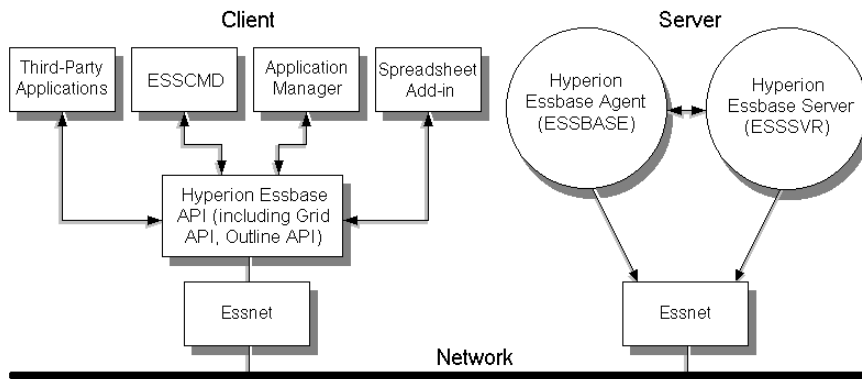 Client
Server
Third-Party
Applications
ESSCMD
Application
Manager
Spreadsheet
Add-in
Hyperion
Essbase Agent
(ESSBASE)
Hyperion
Essbase Server
(ESSSVR)
Hyperion Essbase
API (including Grid
API, Outline API)
Essnet
Essnet
Network